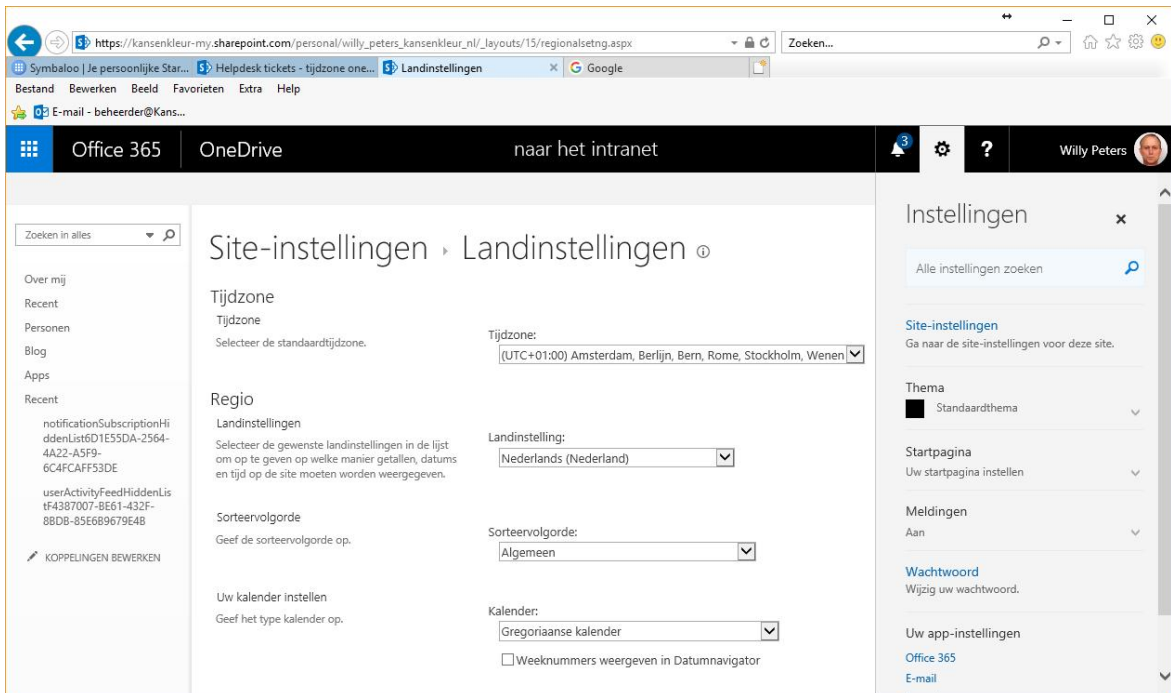 https://kansenkleur-my.sharepoint.com/personal/willy_peters_kansenkleur_nl/_layouts/15/regionalsetng.aspx
Zoeken...
Symbaloo | Je persoonlijke Star...
Helpdesk tickets - tijdzone one...
Landinstellingen
Google
Bestand Bewerken Beeld Favorieten Extra Help
E-mail - beheerder@Kans...
Office 365
OneDrive
naar het intranet
3
?
Willy Peters
Zoeken in alles
Over mij
Recent
Personen
Blog
Apps
Recent
notificationSubscriptionHi
ddenList6D1E55DA-2564-
4A22-A5F9-
6C4FCAFF53DE
userActivityFeedHiddenLis
tF4387007-BE61-432F-
8BDB-85E6B9679E4B
KOPPELINGEN BEWERKEN
Site-instellingen › Landinstellingen
Tijdzone
Tijdzone
Selecteer de standaardtijdzone.
Tijdzone:
(UTC+01:00) Amsterdam, Berlijn, Bern, Rome, Stockholm, Wenen
Regio
Landinstellingen
Selecteer de gewenste landinstellingen in de lijst
om op te geven op welke manier getallen, datums
en tijd op de site moeten worden weergegeven.
Landinstelling:
Nederlands (Nederland)
Sorteervolgorde
Geef de sorteervolgorde op.
Sorteervolgorde:
Algemeen
Uw kalender instellen
Geef het type kalender op.
Kalender:
Gregoriaanse kalender
Weeknummers weergeven in Datumnavigator
Instellingen
Alle instellingen zoeken
Site-instellingen
Ga naar de site-instellingen voor deze site.
Thema
Standaardthema
Startpagina
Uw startpagina instellen
Meldingen
Aan
Wachtwoord
Wijzig uw wachtwoord.
Uw app-instellingen
Office 365
E-mail